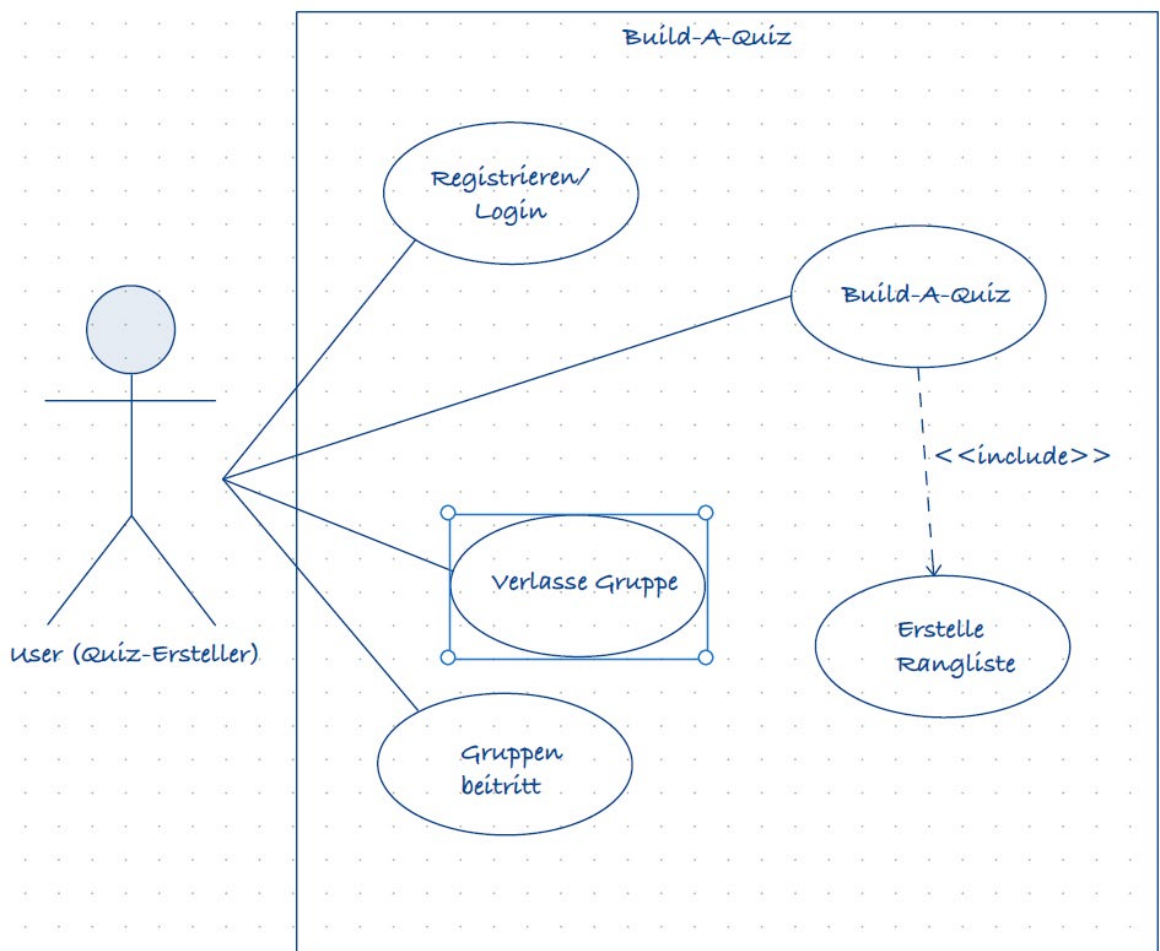 Build-A-Quiz
Registrieren/
Login
Build-A-Quiz
<<include>>
Verlasse Gruppe
Erstelle
Rangliste
User (Quiz-Ersteller)
Gruppen
beitritt